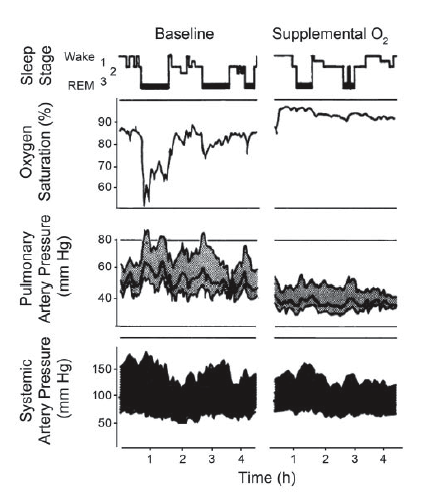 Baseline Supplemental O2
Sleep
Stage
Wake 1
2
REM 3
Oxygen
Saturation (%)
90
80
70
60
Pulmonary
Artery Pressure
(mm Hg)
80
60
40
Systemic
Artery Pressure
(mm Hg)
150
100
50
1 2 3 4 1 2 3 4
Time (h)